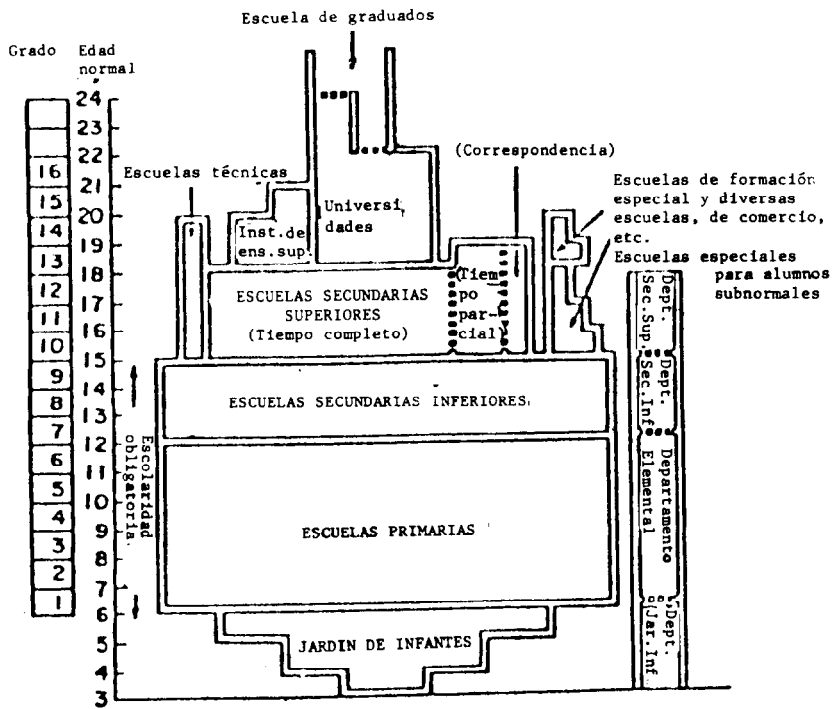 Escuela de graduados
Grado
Edad
normal
24
23
22
21
20
19
18
17
16
15
14
13
12
11
10
9
8
7
6
5
4
3
16
15
14
13
12
11
10
9
8
7
6
5
4
3
2
1
Escuelas técnicas
(Correspondencia)
Escuelas de formación
especial y diversas
escuelas, de comercio,
etc.
Escuelas especiales
para alumnos
subnormales
Inst.de
ens.sup.
Universi
dades
ESCUELAS SECUNDARIAS
SUPERIORES
(Tiempo completo)
(Tiem
po
par-
cial)
ESCUELAS SECUNDARIAS INFERIORES
Escolaridad
obligatoria.
ESCUELAS PRIMARIAS
JARDIN DE INFANTES
Dept.
Sec.Sup.
Dept.
Sec.Inf
Departamento
Elemental
Dept.
(Jar.Inf